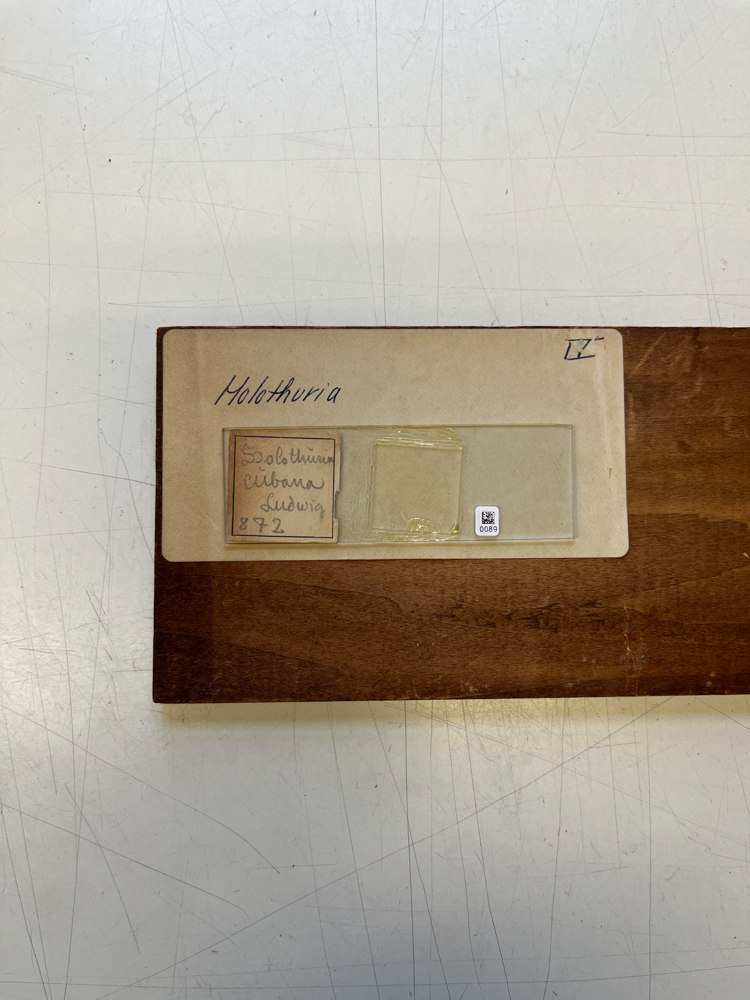 IV
Holothuria
Holothuria
cubana
Ludwig
872
0089